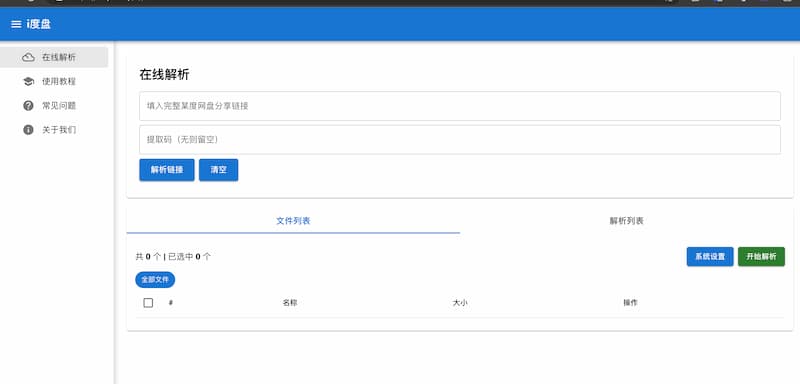 i度盘
在线解析
使用教程
常见问题
关于我们
在线解析
填入完整某度网盘分享链接
提取码（无则留空）
解析链接 清空
文件列表 解析列表
共 0 个 | 已选中 0 个 系统设置 开始解析
全部文件
# 名称 大小 操作